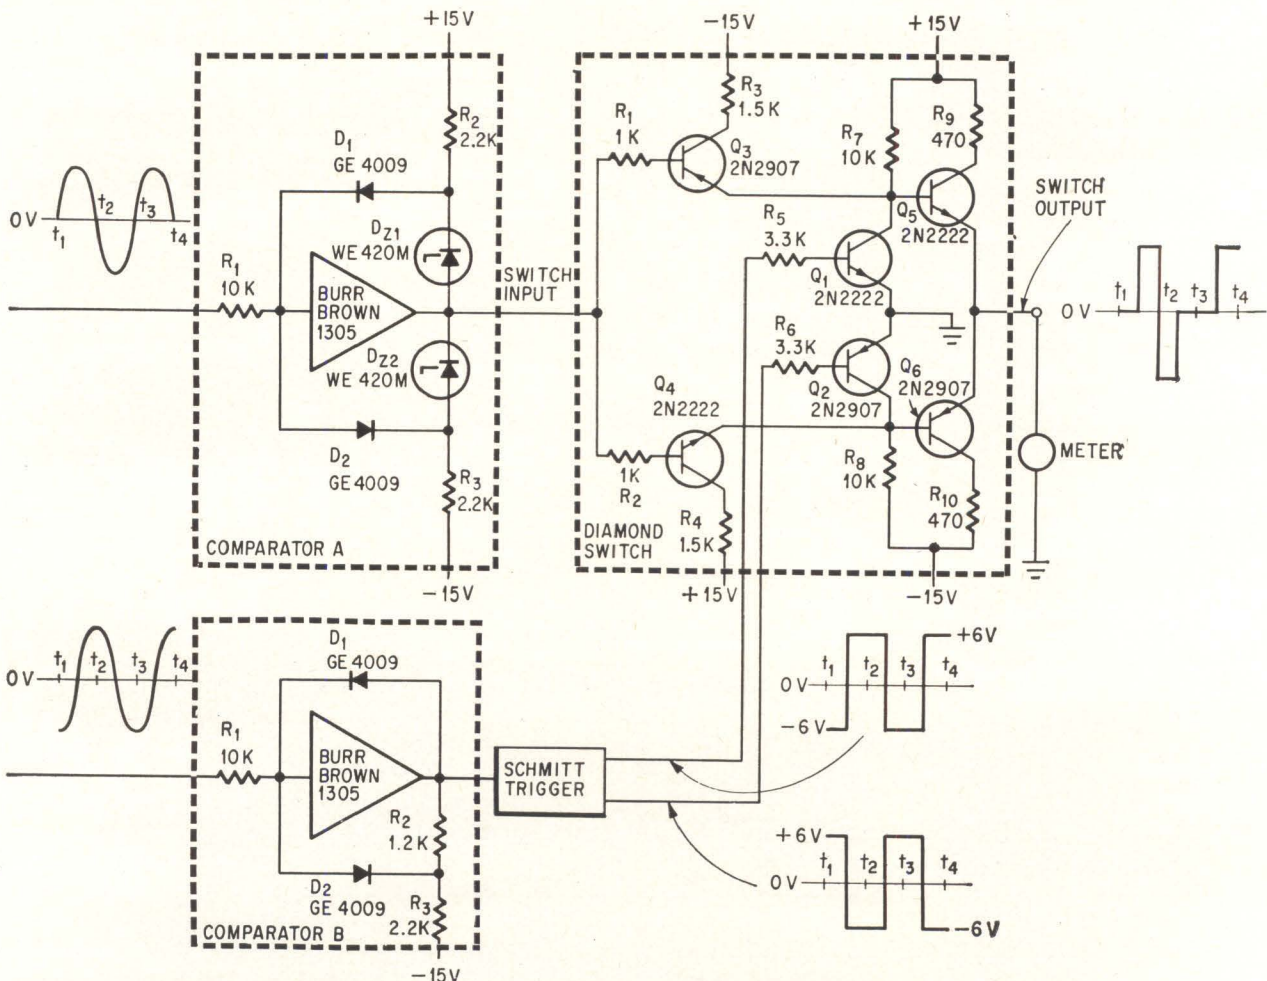 +15V
R2
2.2K
D1
GE 4009
DZ1
WE 420M
0V
t1
t2
t3
t4
R1
10K
BURR
BROWN
1305
DZ2
WE 420M
D2
GE 4009
R3
2.2K
COMPARATOR A
-15V
SWITCH
INPUT
-15V
+15V
R3
1.5K
R1
1K
Q3
2N2907
R7
10K
R9
470
R5
3.3K
Q5
2N2222
Q1
2N2222
R6
3.3K
Q2
2N2907
Q6
2N2907
Q4
2N2222
1K
R2
R4
1.5K
R8
10K
R10
470
DIAMOND
SWITCH
+15V
-15V
SWITCH
OUTPUT
0V
t1
t2
t3
t4
METER
0V
t1
t2
t3
t4
D1
GE 4009
R1
10K
BURR
BROWN
1305
R2
1.2K
D2
GE 4009
R3
2.2K
COMPARATOR B
-15V
SCHMITT
TRIGGER
+6V
t1
t2
t3
t4
0V
-6V
+6V
t1
t2
t3
t4
0V
-6V